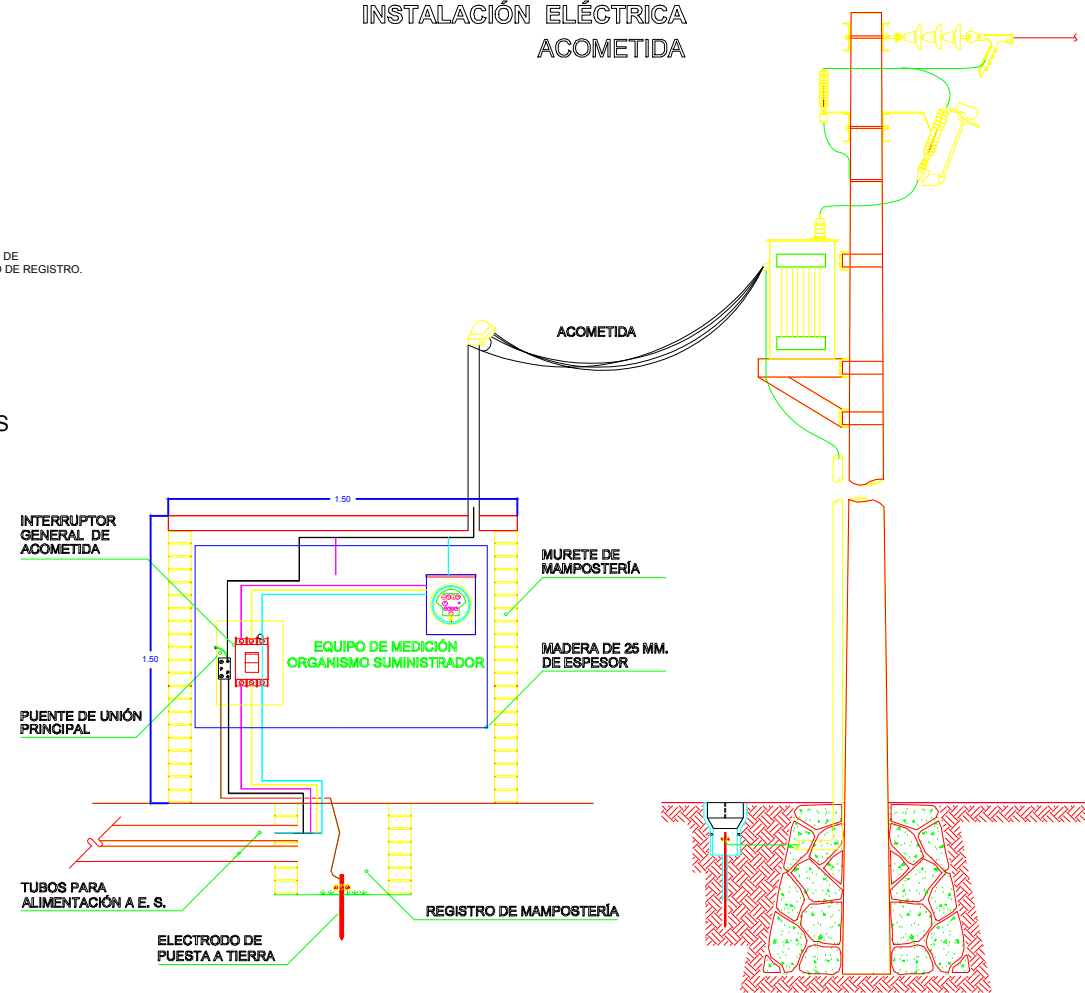 INSTALACIÓN ELÉCTRICA
ACOMETIDA
DE
DE REGISTRO.
ACOMETIDA
S
1.50
INTERRUPTOR
GENERAL DE
ACOMETIDA
MURETE DE
MAMPOSTERÍA
EQUIPO DE MEDICIÓN
ORGANISMO SUMINISTRADOR
MADERA DE 25 MM.
DE ESPESOR
1.50
PUENTE DE UNIÓN
PRINCIPAL
TUBOS PARA
ALIMENTACIÓN A E. S.
REGISTRO DE MAMPOSTERÍA
ELECTRODO DE
PUESTA A TIERRA